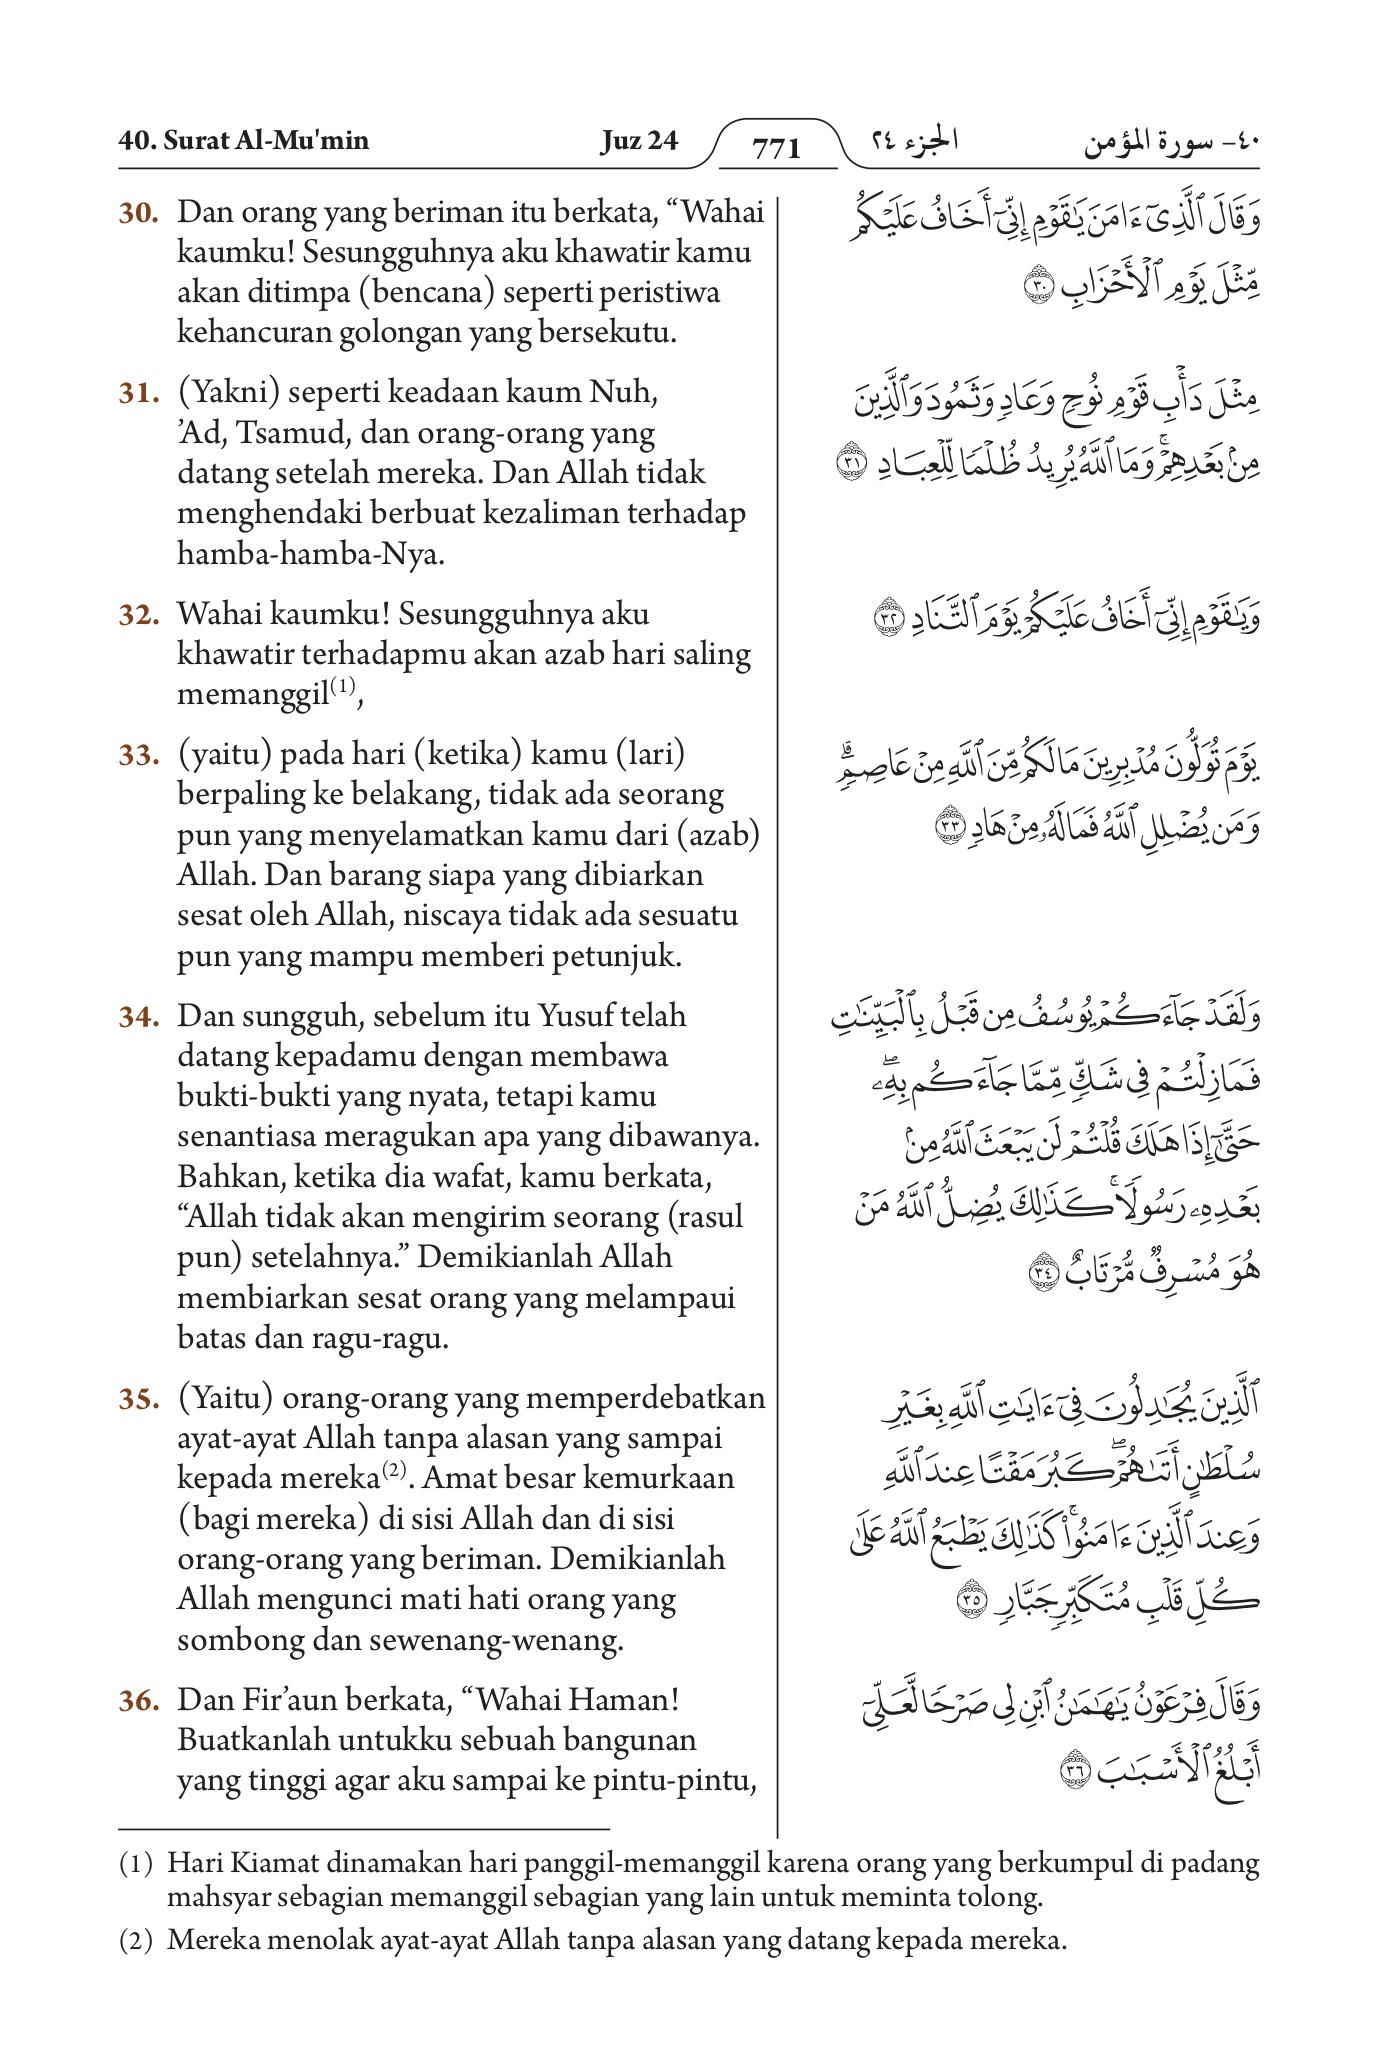 40. Surat Al-Mu'min
Juz 24
771
الجزء ٢٤
٤٠- سورة المؤمن
30. Dan orang yang beriman itu berkata, “Wahai
kaumku! Sesungguhnya aku khawatir kamu
akan ditimpa (bencana) seperti peristiwa
kehancuran golongan yang bersekutu.
31. (Yakni) seperti keadaan kaum Nuh,
’Ad, Tsamud, dan orang-orang yang
datang setelah mereka. Dan Allah tidak
menghendaki berbuat kezaliman terhadap
hamba-hamba-Nya.
32. Wahai kaumku! Sesungguhnya aku
khawatir terhadapmu akan azab hari saling
memanggil(1),
33. (yaitu) pada hari (ketika) kamu (lari)
berpaling ke belakang, tidak ada seorang
pun yang menyelamatkan kamu dari (azab)
Allah. Dan barang siapa yang dibiarkan
sesat oleh Allah, niscaya tidak ada sesuatu
pun yang mampu memberi petunjuk.
34. Dan sungguh, sebelum itu Yusuf telah
datang kepadamu dengan membawa
bukti-bukti yang nyata, tetapi kamu
senantiasa meragukan apa yang dibawanya.
Bahkan, ketika dia wafat, kamu berkata,
“Allah tidak akan mengirim seorang (rasul
pun) setelahnya.” Demikianlah Allah
membiarkan sesat orang yang melampaui
batas dan ragu-ragu.
35. (Yaitu) orang-orang yang memperdebatkan
ayat-ayat Allah tanpa alasan yang sampai
kepada mereka(2). Amat besar kemurkaan
(bagi mereka) di sisi Allah dan di sisi
orang-orang yang beriman. Demikianlah
Allah mengunci mati hati orang yang
sombong dan sewenang-wenang.
36. Dan Fir’aun berkata, “Wahai Haman!
Buatkanlah untukku sebuah bangunan
yang tinggi agar aku sampai ke pintu-pintu,
وَقَالَ ٱلَّذِىٓ ءَامَنَ يَٰقَوْمِ إِنِّىٓ أَخَافُ عَلَيْكُم
مِّثْلَ يَوْمِ ٱلْأَحْزَابِ ٣٠
مِثْلَ دَأْبِ قَوْمِ نُوحٍ وَعَادٍ وَثَمُودَ وَٱلَّذِينَ
مِنۢ بَعْدِهِمْ ۚ وَمَا ٱللَّهُ يُرِيدُ ظُلْمًا لِّلْعِبَادِ ٣١
وَيَٰقَوْمِ إِنِّىٓ أَخَافُ عَلَيْكُمْ يَوْمَ ٱلتَّنَادِ ٣٢
يَوْمَ تُوَلُّونَ مُدْبِرِينَ مَا لَكُم مِّنَ ٱللَّهِ مِنْ عَاصِمٍ ۗ
وَمَن يُضْلِلِ ٱللَّهُ فَمَا لَهُۥ مِنْ هَادٍ ٣٣
وَلَقَدْ جَآءَكُمْ يُوسُفُ مِن قَبْلُ بِٱلْبَيِّنَٰتِ
فَمَا زِلْتُمْ فِى شَكٍّ مِّمَّا جَآءَكُم بِهِۦ ۖ
حَتَّىٰٓ إِذَا هَلَكَ قُلْتُمْ لَن يَبْعَثَ ٱللَّهُ مِنۢ
بَعْدِهِۦ رَسُولًا ۚ كَذَٰلِكَ يُضِلُّ ٱللَّهُ مَنْ
هُوَ مُسْرِفٌ مُّرْتَابٌ ٣٤
ٱلَّذِينَ يُجَٰدِلُونَ فِىٓ ءَايَٰتِ ٱللَّهِ بِغَيْرِ
سُلْطَٰنٍ أَتَىٰهُمْ ۖ كَبُرَ مَقْتًا عِندَ ٱللَّهِ
وَعِندَ ٱلَّذِينَ ءَامَنُوا۟ ۚ كَذَٰلِكَ يَطْبَعُ ٱللَّهُ عَلَىٰ
كُلِّ قَلْبِ مُتَكَبِّرٍ جَبَّارٍ ٣٥
وَقَالَ فِرْعَوْنُ يَٰهَٰمَٰنُ ٱبْنِ لِى صَرْحًا لَّعَلِّىٓ
أَبْلُغُ ٱلْأَسْبَٰبَ ٣٦
(1) Hari Kiamat dinamakan hari panggil-memanggil karena orang yang berkumpul di padang
mahsyar sebagian memanggil sebagian yang lain untuk meminta tolong.
(2) Mereka menolak ayat-ayat Allah tanpa alasan yang datang kepada mereka.